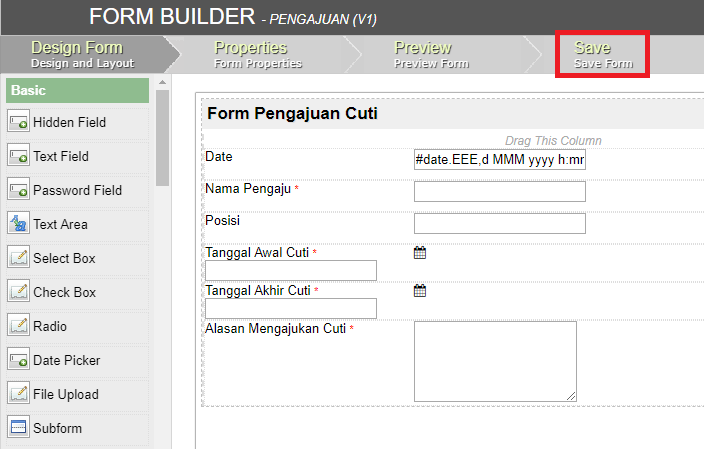 FORM BUILDER - PENGAJUAN (V1)
Design Form
Design and Layout
Properties
Form Properties
Preview
Preview Form
Save
Save Form
Basic
Hidden Field
Text Field
Password Field
Text Area
Select Box
Check Box
Radio
Date Picker
File Upload
Subform
Form Pengajuan Cuti
Drag This Column
Date #date.EEE,d MMM yyyy h:mr
Nama Pengaju *
Posisi
Tanggal Awal Cuti *
Tanggal Akhir Cuti *
Alasan Mengajukan Cuti *